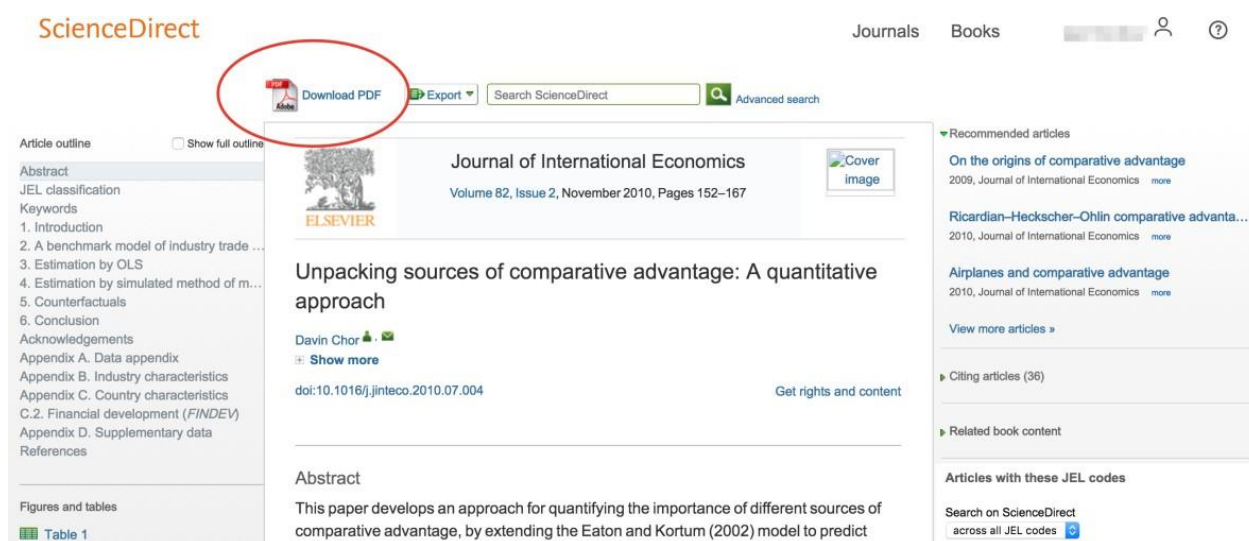 ScienceDirect
Journals
Books
Download PDF
Export
Search ScienceDirect
Advanced search
Article outline
Show full outline
Abstract
JEL classification
Keywords
1. Introduction
2. A benchmark model of industry trade ...
3. Estimation by OLS
4. Estimation by simulated method of m...
5. Counterfactuals
6. Conclusion
Acknowledgements
Appendix A. Data appendix
Appendix B. Industry characteristics
Appendix C. Country characteristics
C.2. Financial development (FINDEV)
Appendix D. Supplementary data
References
Figures and tables
Table 1
PDF
Adobe
ELSEVIER
Journal of International Economics
Volume 82, Issue 2, November 2010, Pages 152–167
Cover
image
Unpacking sources of comparative advantage: A quantitative
approach
Davin Chor
Show more
doi:10.1016/j.jinteco.2010.07.004
Get rights and content
Abstract
This paper develops an approach for quantifying the importance of different sources of
comparative advantage, by extending the Eaton and Kortum (2002) model to predict
Recommended articles
On the origins of comparative advantage
2009, Journal of International Economics more
Ricardian–Heckscher–Ohlin comparative advanta...
2010, Journal of International Economics more
Airplanes and comparative advantage
2010, Journal of International Economics more
View more articles »
Citing articles (36)
Related book content
Articles with these JEL codes
Search on ScienceDirect
across all JEL codes